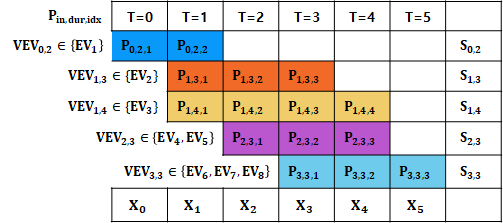 P_in,dur,idx T=0 T=1 T=2 T=3 T=4 T=5
VEV_0,2 ∈ {EV_1} P_0,2,1 P_0,2,2 S_0,2
VEV_1,3 ∈ {EV_2} P_1,3,1 P_1,3,2 P_1,3,3 S_1,3
VEV_1,4 ∈ {EV_3} P_1,4,1 P_1,4,2 P_1,4,3 P_1,4,4 S_1,4
VEV_2,3 ∈ {EV_4, EV_5} P_2,3,1 P_2,3,2 P_2,3,3 S_2,3
VEV_3,3 ∈ {EV_6, EV_7, EV_8} P_3,3,1 P_3,3,2 P_3,3,3 S_3,3
X_0 X_1 X_2 X_3 X_4 X_5